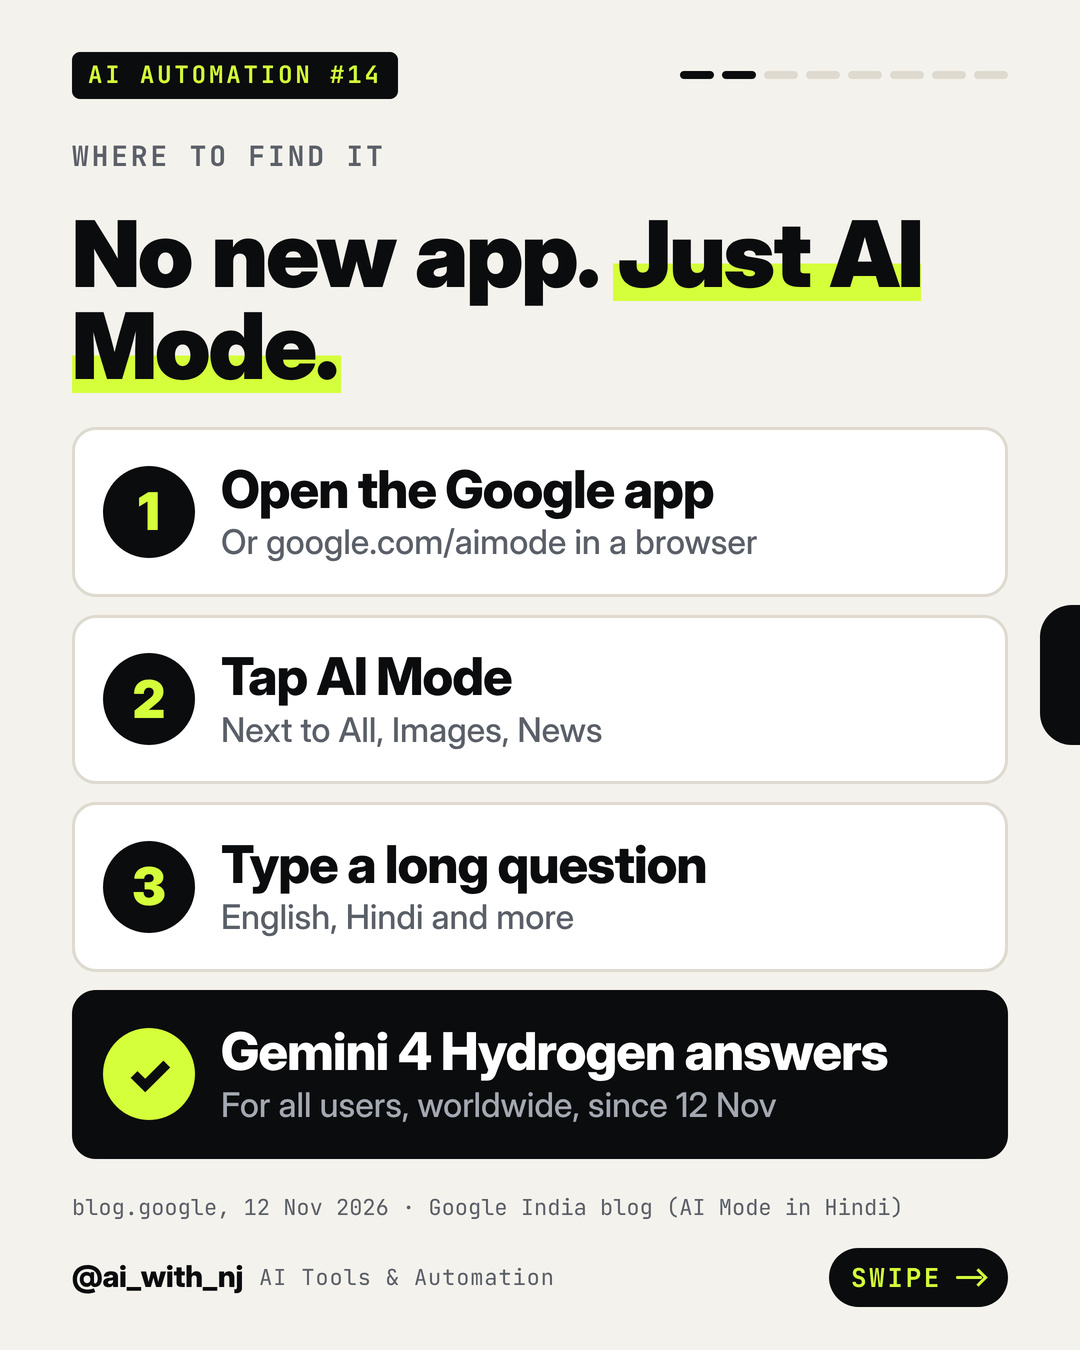 AI AUTOMATION #14
WHERE TO FIND IT
No new app. Just AI
Mode.
1
Open the Google app
Or google.com/aimode in a browser
2
Tap AI Mode
Next to All, Images, News
3
Type a long question
English, Hindi and more
Gemini 4 Hydrogen answers
For all users, worldwide, since 12 Nov
blog.google, 12 Nov 2026 · Google India blog (AI Mode in Hindi)
@ai_with_nj AI Tools & Automation
SWIPE →